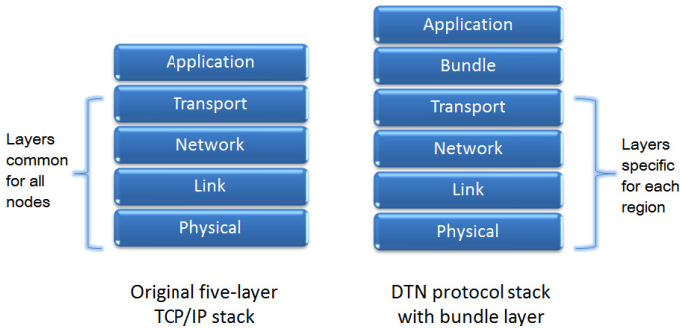 Application
Transport
Network
Link
Physical
Layers
common
for all
nodes
Original five-layer
TCP/IP stack
Application
Bundle
Transport
Network
Link
Physical
Layers
specific
for each
region
DTN protocol stack
with bundle layer